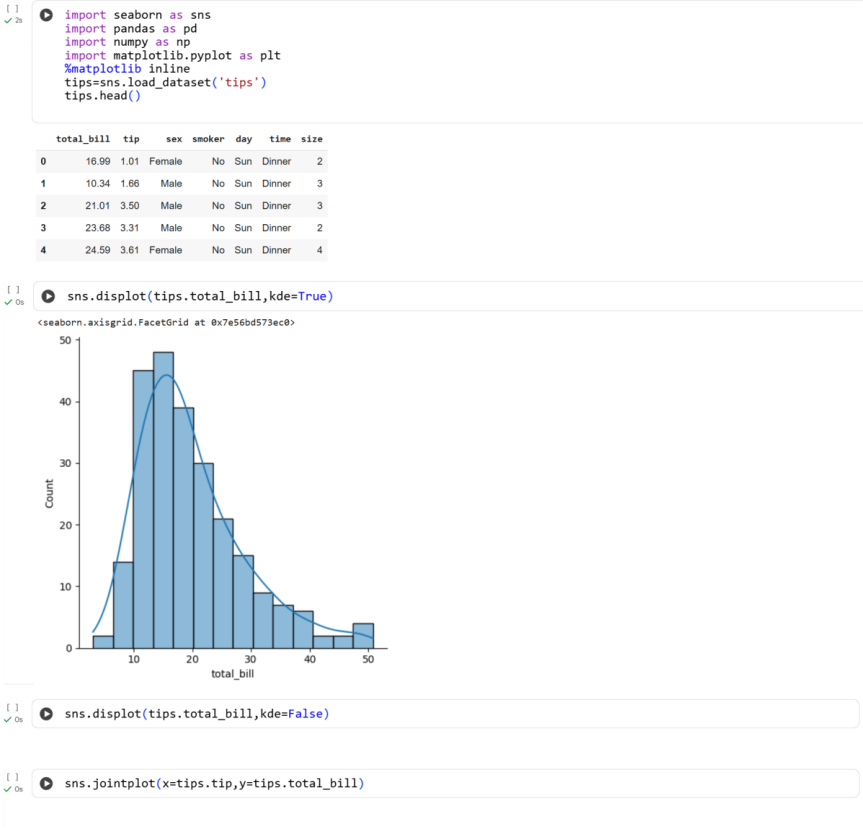 [ ]
2s
import seaborn as sns
import pandas as pd
import numpy as np
import matplotlib.pyplot as plt
%matplotlib inline
tips=sns.load_dataset('tips')
tips.head()
total_bill tip sex smoker day time size
0 16.99 1.01 Female No Sun Dinner 2
1 10.34 1.66 Male No Sun Dinner 3
2 21.01 3.50 Male No Sun Dinner 3
3 23.68 3.31 Male No Sun Dinner 2
4 24.59 3.61 Female No Sun Dinner 4
[ ]
0s
sns.displot(tips.total_bill,kde=True)
<seaborn.axisgrid.FacetGrid at 0x7e56bd573ec0>
50
40
30
20
10
0
Count
10 20 30 40 50
total_bill
[ ]
0s
sns.displot(tips.total_bill,kde=False)
[ ]
0s
sns.jointplot(x=tips.tip,y=tips.total_bill)